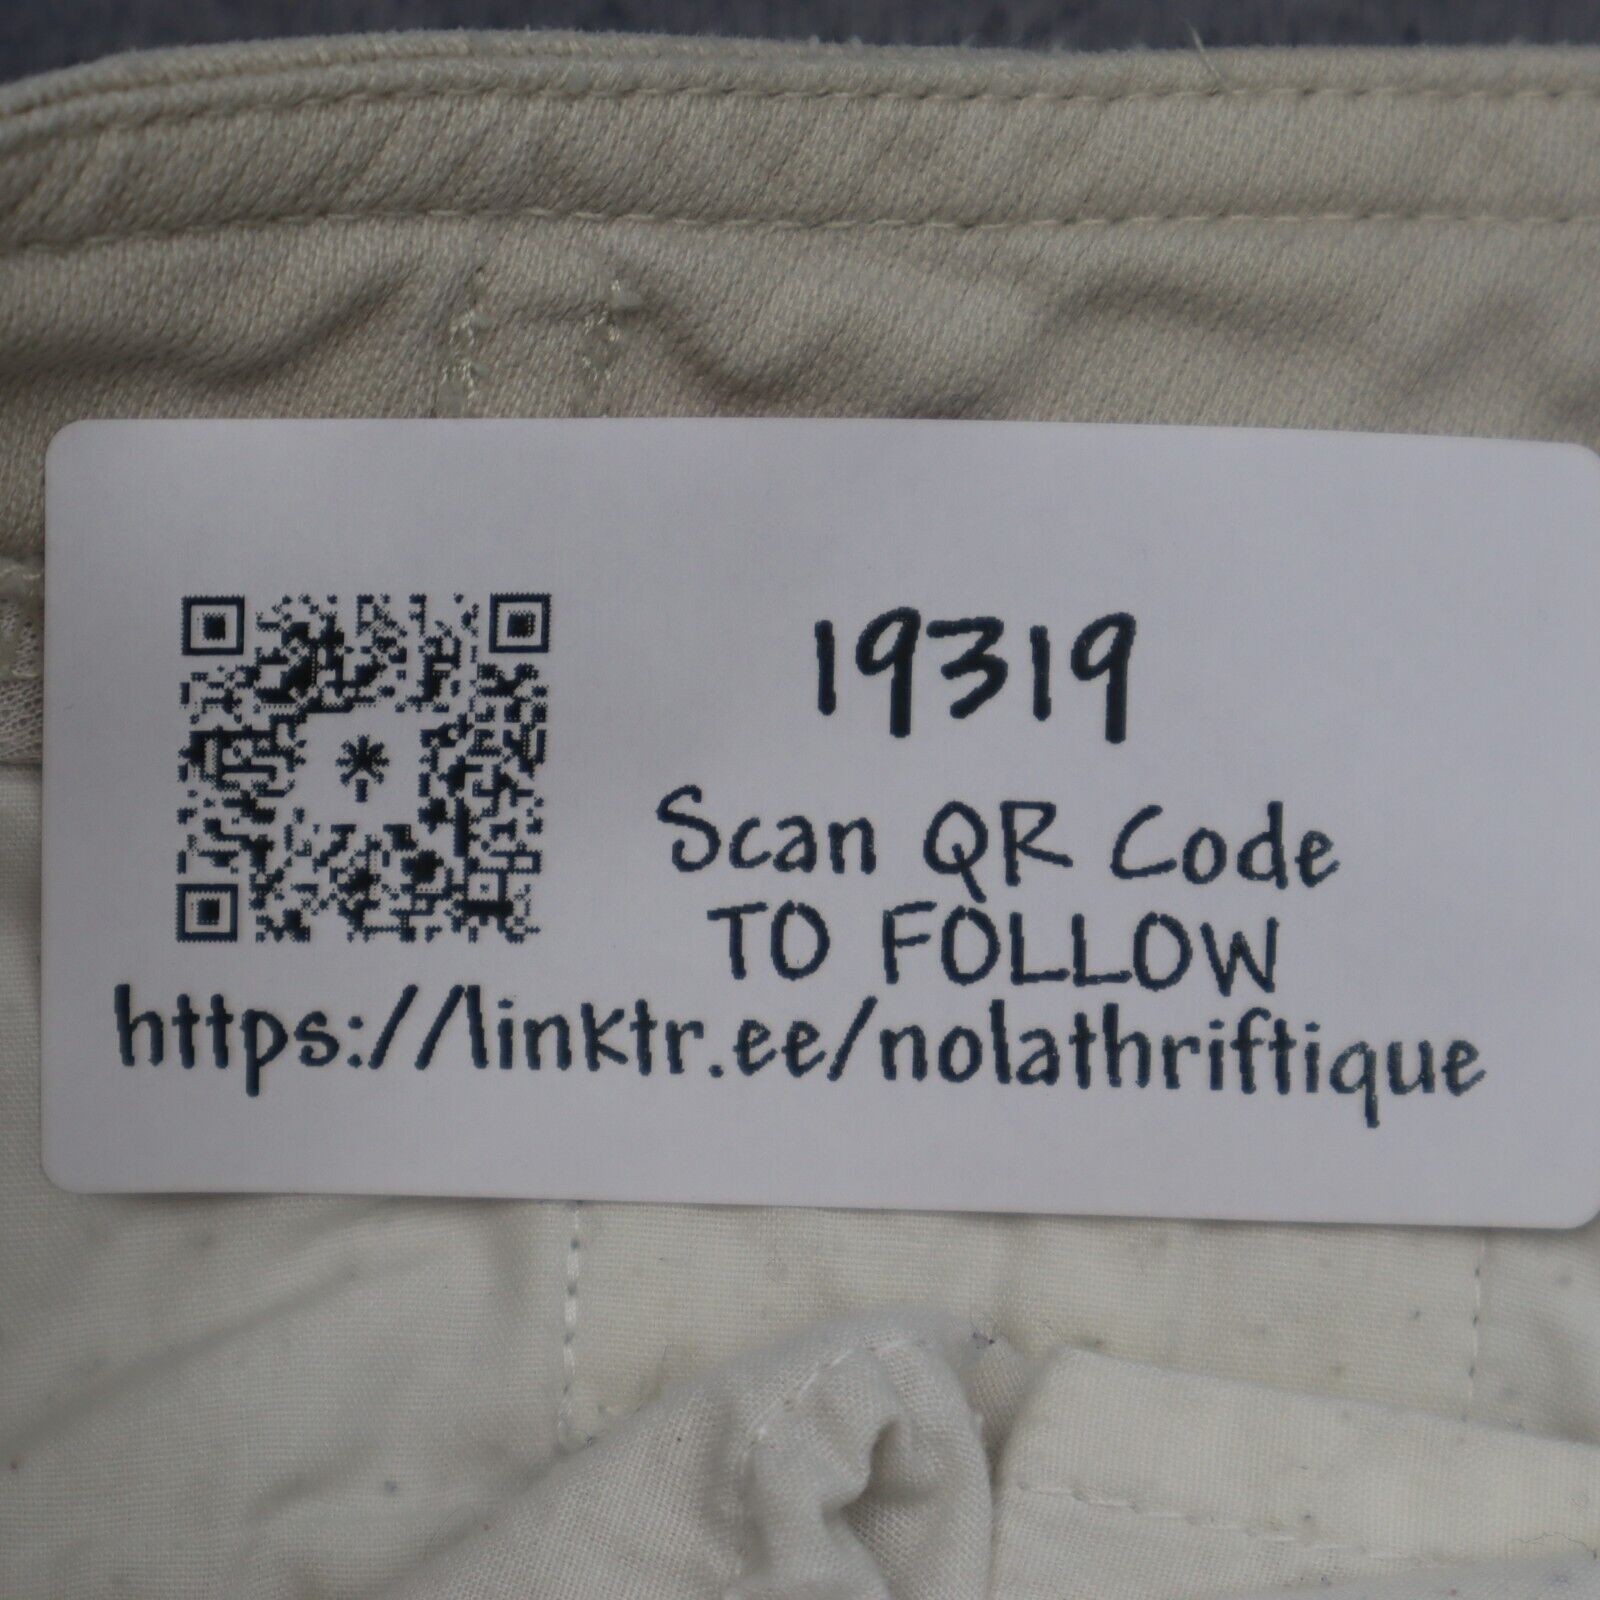 19319
Scan QR Code
TO FOLLOW
https://linktr.ee/nolathriftique